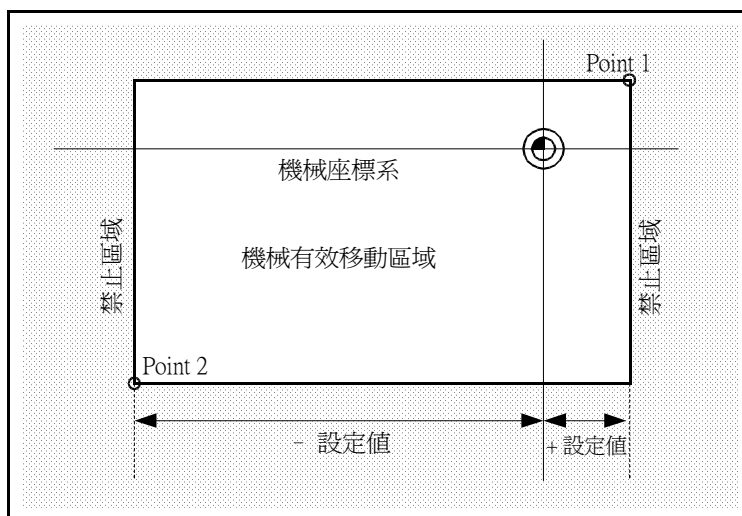 Point 1
機械座標系
禁止區域
機械有效移動區域
禁止區域
Point 2
- 設定值
+ 設定值